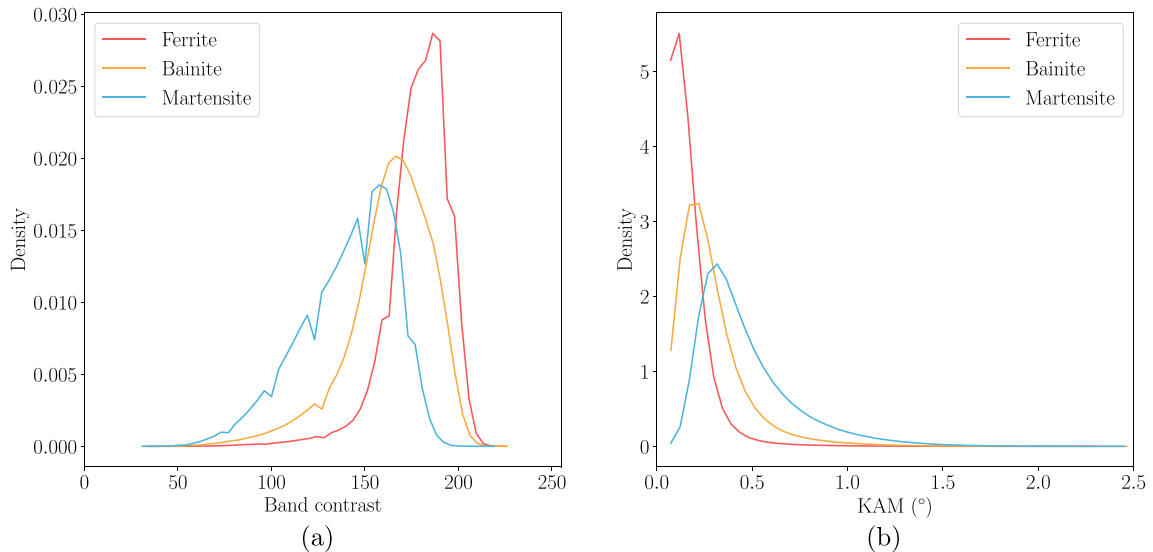 0.030
0.025
0.020
0.015
0.010
0.005
0.000
Density
Ferrite
Bainite
Martensite
0 50 100 150 200 250
Band contrast
(a)
5
4
3
2
1
0
Density
Ferrite
Bainite
Martensite
0.0 0.5 1.0 1.5 2.0 2.5
KAM (°)
(b)